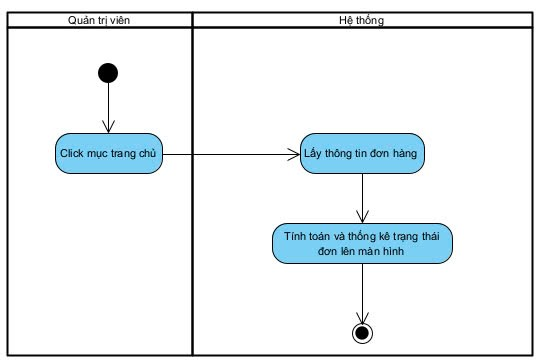 Quản trị viên
Hệ thống
Click mục trang chủ
Lấy thông tin đơn hàng
Tính toán và thống kê trạng thái
đơn lên màn hình